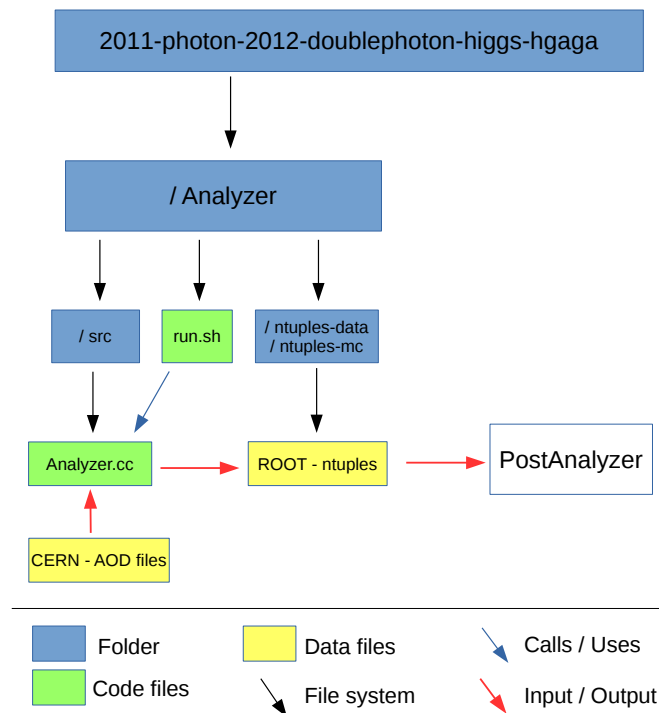 2011-photon-2012-doublephoton-higgs-hgaga
/ Analyzer
/ src
run.sh
/ ntuples-data
/ ntuples-mc
Analyzer.cc
ROOT - ntuples
PostAnalyzer
CERN - AOD files
Folder
Data files
Calls / Uses
Code files
File system
Input / Output